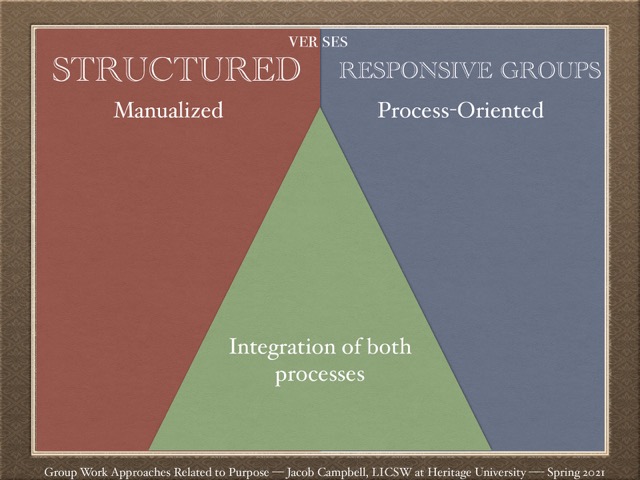 VER SES
STRUCTURED
RESPONSIVE GROUPS
Manualized
Process-Oriented
Integration of both
processes
Group Work Approaches Related to Purpose — Jacob Campbell, LICSW at Heritage University — Spring 2021